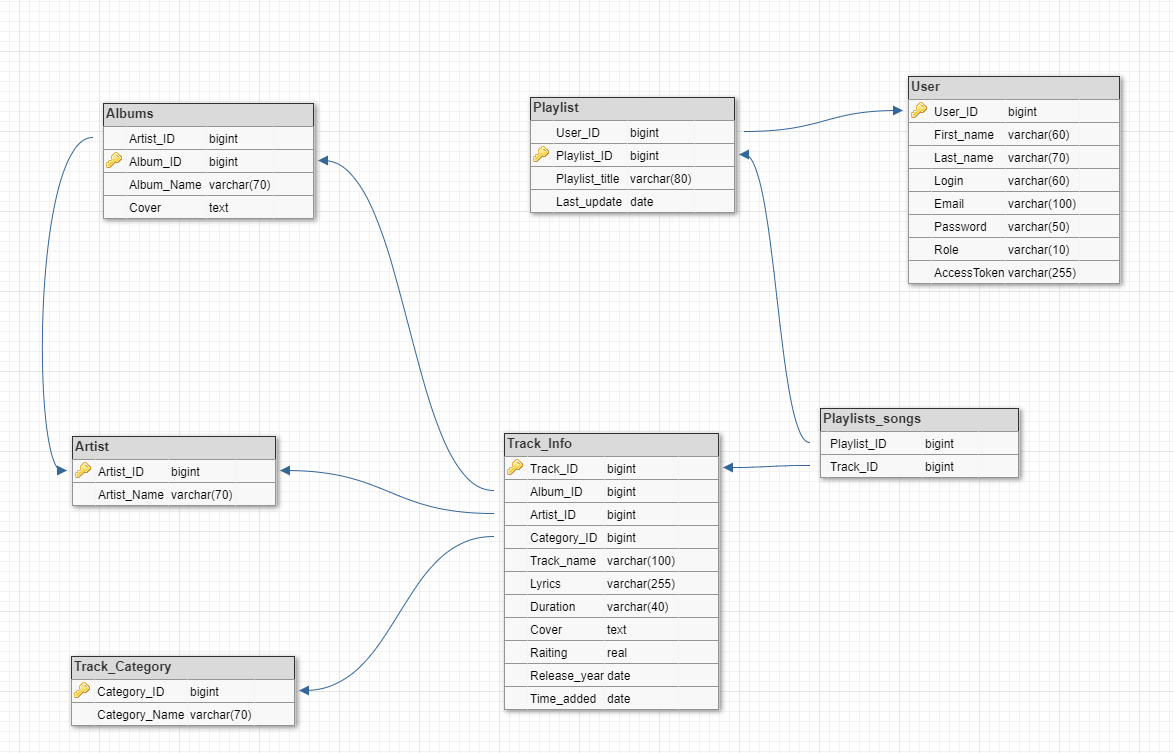 Albums
Artist_ID bigint
Album_ID bigint
Album_Name varchar(70)
Cover text
Playlist
User_ID bigint
Playlist_ID bigint
Playlist_title varchar(80)
Last_update date
User
User_ID bigint
First_name varchar(60)
Last_name varchar(70)
Login varchar(60)
Email varchar(100)
Password varchar(50)
Role varchar(10)
AccessToken varchar(255)
Artist
Artist_ID bigint
Artist_Name varchar(70)
Track_Info
Track_ID bigint
Album_ID bigint
Artist_ID bigint
Category_ID bigint
Track_name varchar(100)
Lyrics varchar(255)
Duration varchar(40)
Cover text
Raiting real
Release_year date
Time_added date
Playlists_songs
Playlist_ID bigint
Track_ID bigint
Track_Category
Category_ID bigint
Category_Name varchar(70)